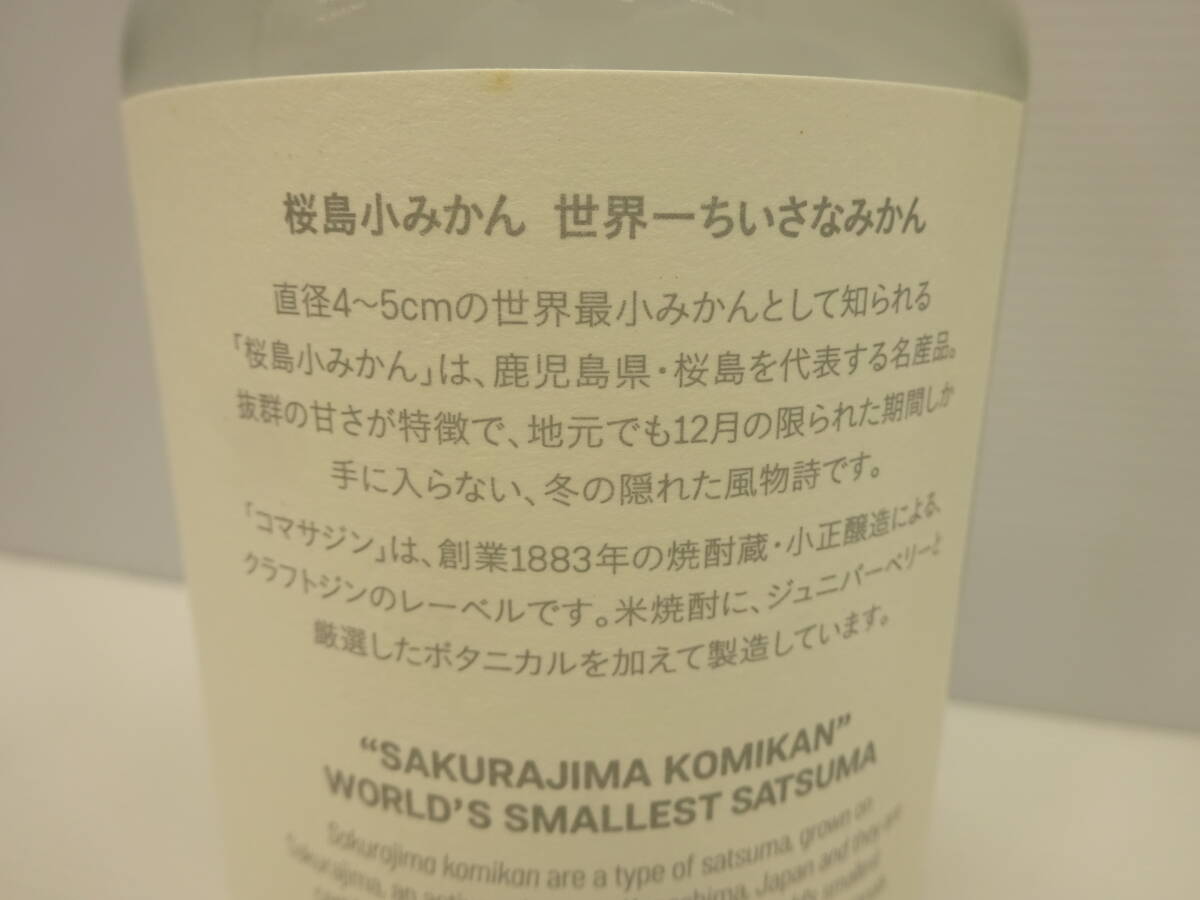 桜島小みかん 世界一ちいさなみかん
直径4〜5cmの世界最小みかんとして知られる
「桜島小みかん」は、鹿児島県・桜島を代表する名産品。
抜群の甘さが特徴で、地元でも12月の限られた期間しか
手に入らない、冬の隠れた風物詩です。
「コマサジン」は、創業1883年の焼酎蔵・小正醸造による、
クラフトジンのレーベルです。米焼酎に、ジュニパーベリーと
厳選したボタニカルを加えて製造しています。
“SAKURAJIMA KOMIKAN”
WORLD’S SMALLEST SATSUMA
Sakurajima komikan are a type of satsuma, grown on
Sakurajima, an Japan and they are
smallest